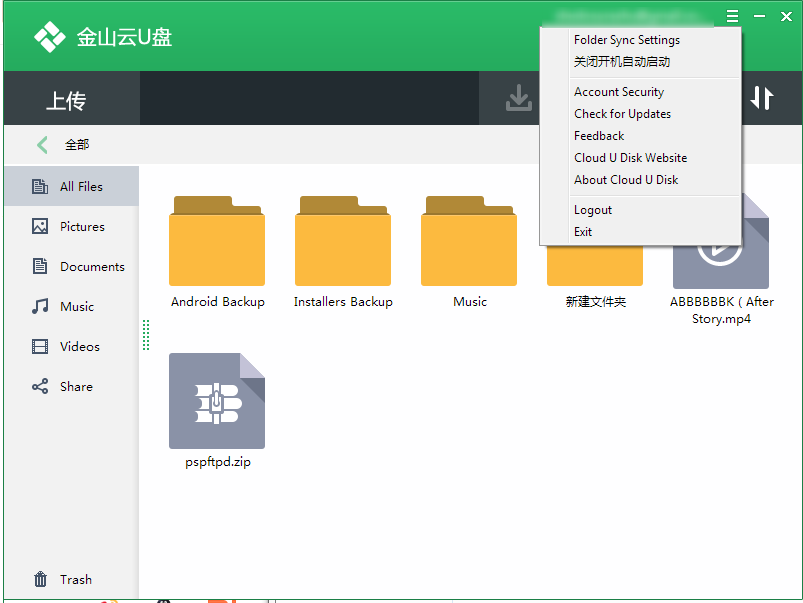 金山云U盘
上传
全部
Folder Sync Settings
关闭开机自动启动
Account Security
Check for Updates
Feedback
Cloud U Disk Website
About Cloud U Disk
Logout
Exit
All Files
Pictures
Documents
Music
Videos
Share
Trash
Android Backup
Installers Backup
Music
新建文件夹
ABBBBBBK ( After
Story.mp4
pspftpd.zip